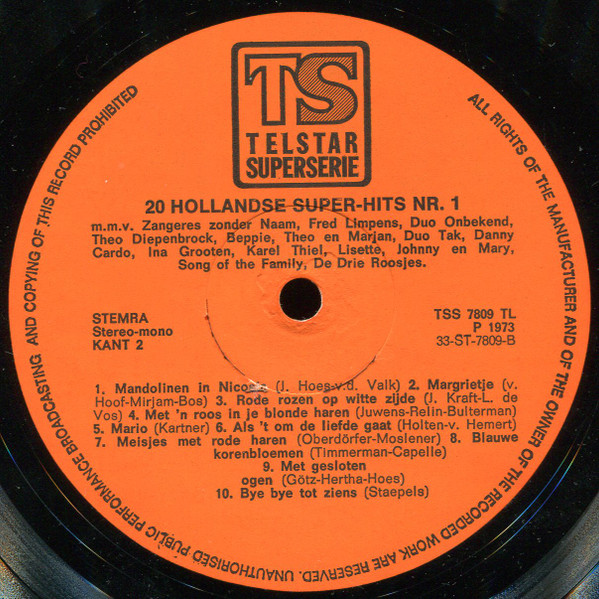 TS
TELSTAR
SUPERSERIE
20 HOLLANDSE SUPER-HITS NR. 1
m.m.v. Zangeres zonder Naam, Fred Limpens, Duo Onbekend,
Theo Diepenbrock, Beppie, Theo en Marjan, Duo Tak, Danny
Cardo, Ina Grooten, Karel Thiel, Lisette, Johnny en Mary,
Song of the Family, De Drie Roosjes.
STEMRA
Stereo-mono
KANT 2
TSS 7809 TL
P 1973
33-ST-7809-B
1. Mandolinen in Nicosia (J. Hoes-v.d. Valk) 2. Margrietje (v.
Hoof-Mirjam-Bos) 3. Rode rozen op witte zijde (J. Kraft-L. de
Vos) 4. Met 'n roos in je blonde haren (Juwens-Relin-Bulterman)
5. Mario (Kartner) 6. Als 't om de liefde gaat (Holten-v. Hemert)
7. Meisjes met rode haren (Oberdörfer-Moslener) 8. Blauwe
korenbloemen (Timmerman-Capelle)
9. Met gesloten
ogen (Götz-Hertha-Hoes)
10. Bye bye tot ziens (Staepels)
ALL RIGHTS OF THE MANUFACTURER AND OF THE OWNER OF THE RECORDED WORK ARE RESERVED. UNAUTHORISED PUBLIC PERFORMANCE BROADCASTING AND COPYING OF THIS RECORD PROHIBITED